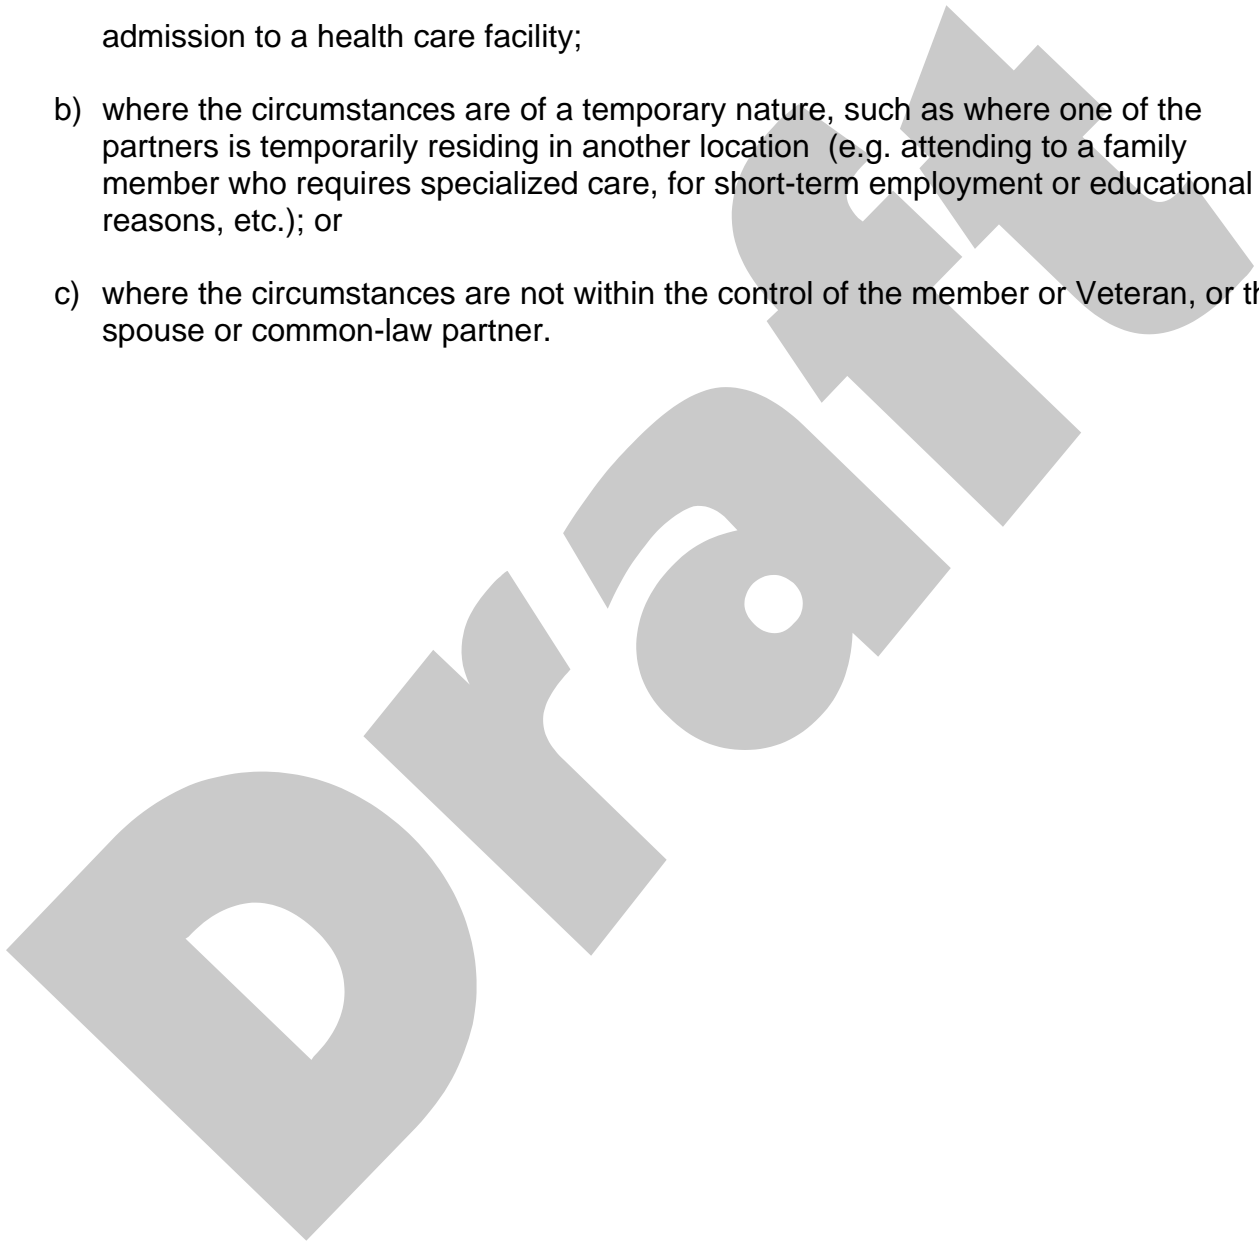 admission to a health care facility;
b) where the circumstances are of a temporary nature, such as where one of the
partners is temporarily residing in another location (e.g. attending to a family
member who requires specialized care, for short-term employment or educational
reasons, etc.); or
c) where the circumstances are not within the control of the member or Veteran, or
spouse or common-law partner.
Draft